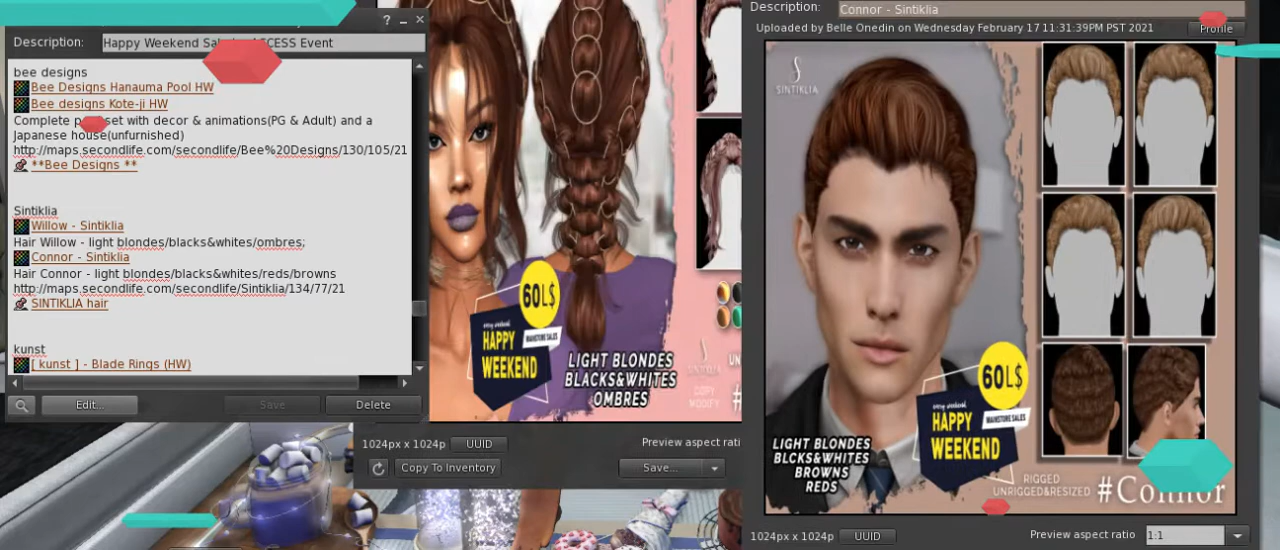 Description:
Happy Weekend
bee designs
Bee Designs Hanauma Pool HW
Bee designs Kote-ji HW
Complete set with decor & animations(PG & Adult) and a
Japanese house(unfurnished)
http://maps.secondlife.com/secondlife/Bee%20Designs/130/105/21
**Bee Designs **
Sintiklia
Willow - Sintiklia
Hair Willow - light blondes/blacks&whites/ombres;
Connor - Sintiklia
Hair Connor - light blondes/blacks&whites/reds/browns
http://maps.secondlife.com/secondlife/Sintiklia/134/77/21
SINTIKLIA hair
kunst
[ kunst ] - Blade Rings (HW)
Edit...
Save
Delete
60L$
HAPPY
WEEKEND
MAINSTORE SALES
LIGHT BLONDES
BLACKS&WHITES
OMBRES
COPY
MODIFY
1024px x 1024p
UUID
Preview aspect rati
Copy To Inventory
Save...
Description:
Connor - Sintiklia
Uploaded by Belle Onedin on Wednesday February 17 11:31:39PM PST 2021
Profile
SINTIKLIA
60L$
HAPPY
WEEKEND
MAINSTORE SALES
LIGHT BLONDES
BLCKS&WHITES
BROWNS
REDS
RIGGED
UNRIGGED&RESIZED
#Connor
1024px x 1024p
UUID
Preview aspect ratio
1:1